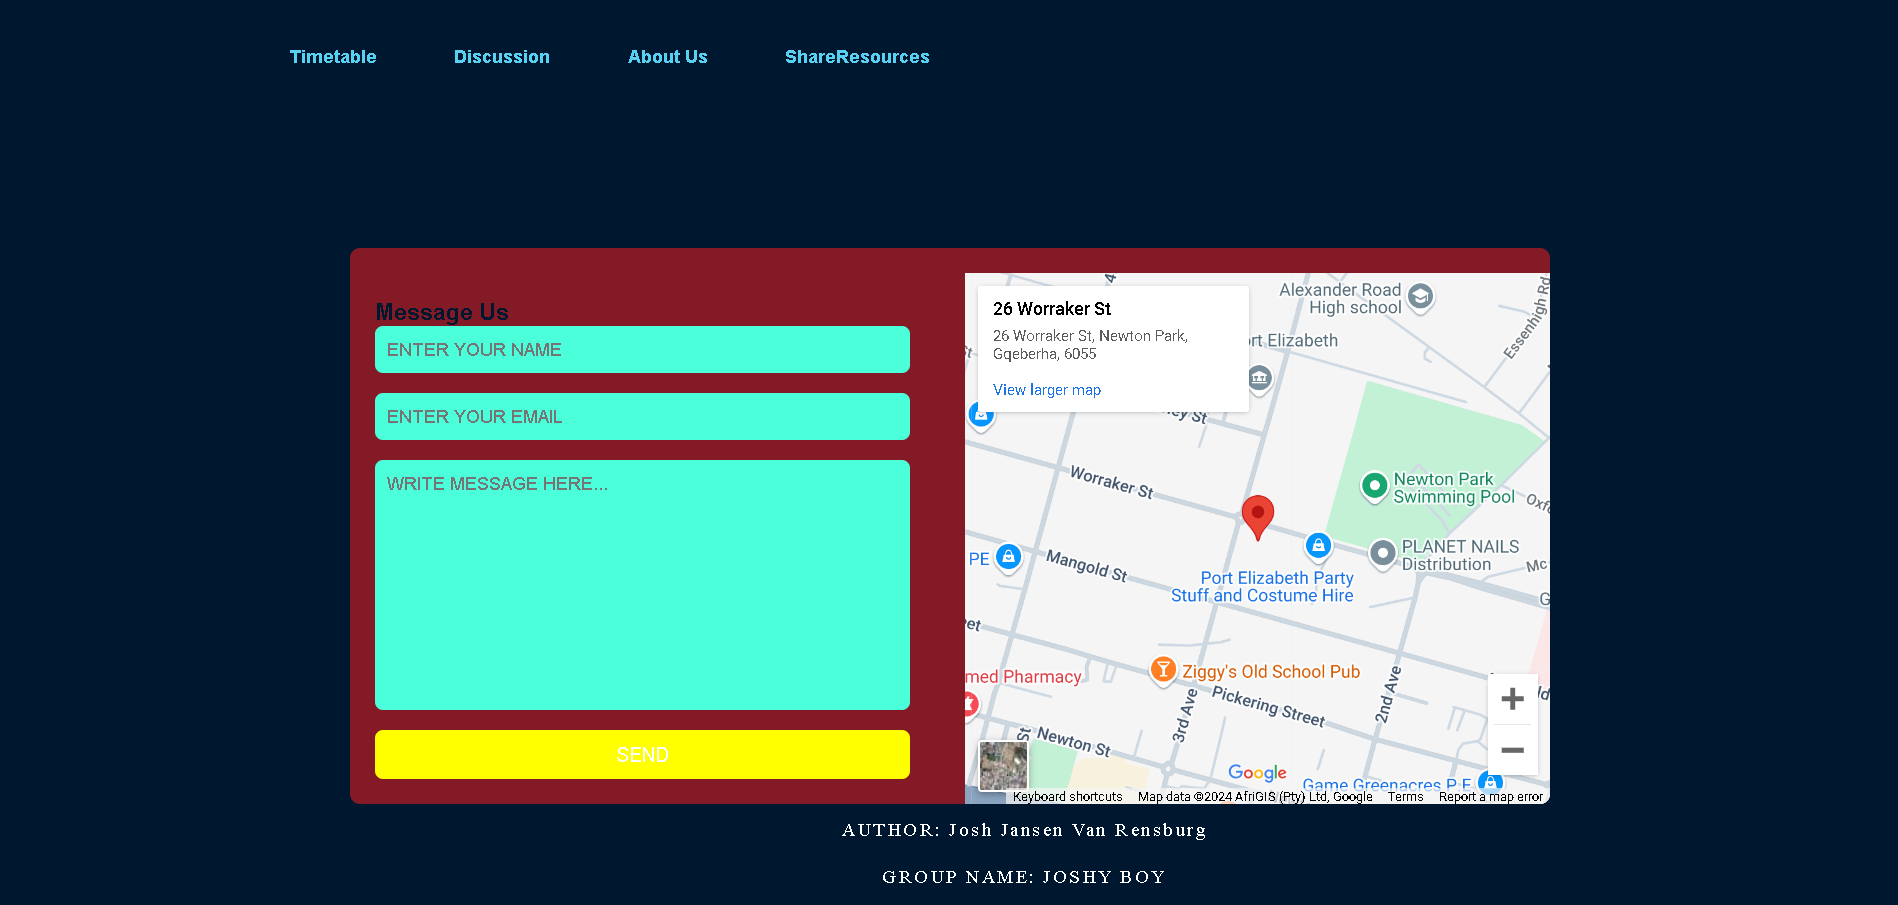 Timetable Discussion About Us ShareResources
Message Us
ENTER YOUR NAME
ENTER YOUR EMAIL
WRITE MESSAGE HERE...
SEND
26 Worraker St
26 Worraker St, Newton Park,
Gqeberha, 6055
View larger map
Alexander Road
High school
Essenhigh Rd
rt Elizabeth
ey St
Worraker St
Newton Park
Swimming Pool
Oxfo
PE
Mangold St
PLANET NAILS
Distribution
Mc
Port Elizabeth Party
Stuff and Costume Hire
G
et
med Pharmacy
Ziggy's Old School Pub
Pickering Street
3rd Ave
2nd Ave
ld
St
Newton St
Google
Game Greenacres P.E
Keyboard shortcuts Map data ©2024 AfriGIS (Pty) Ltd, Google Terms Report a map error
AUTHOR: Josh Jansen Van Rensburg
GROUP NAME: JOSHY BOY